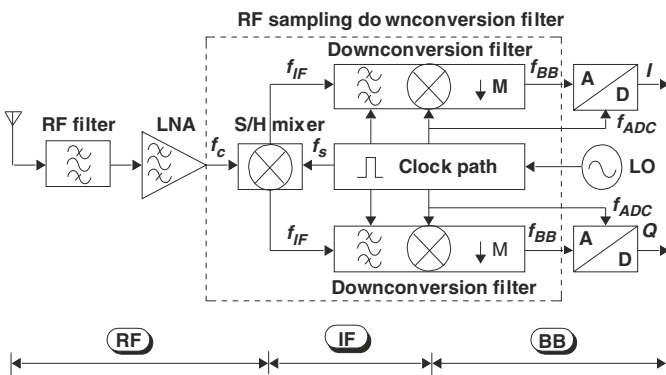 RF sampling do wnconversion filter
Downconversion filter
f_IF
M
f_BB
A
D
I
f_ADC
RF filter
LNA
f_c
S/H mixer
f_s
Clock path
LO
f_ADC
f_IF
M
f_BB
A
D
Q
Downconversion filter
RF
IF
BB